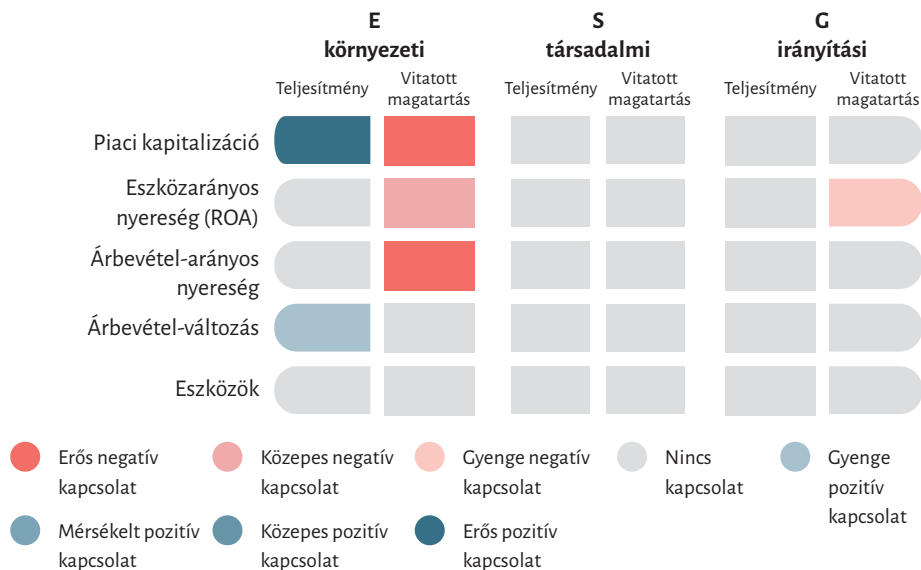 E
környezeti
S
társadalmi
G
irányítási
Teljesítmény
Vitatott
magatartás
Teljesítmény
Vitatott
magatartás
Teljesítmény
Vitatott
magatartás
Piaci kapitalizáció
Eszközarányos
nyereség (ROA)
Árbevétel-arányos
nyereség
Árbevétel-változás
Eszközök
Erős negatív
kapcsolat
Közepes negatív
kapcsolat
Gyenge negatív
kapcsolat
Nincs
kapcsolat
Gyenge
pozitív
kapcsolat
Mérsékelt pozitív
kapcsolat
Közepes pozitív
kapcsolat
Erős pozitív
kapcsolat